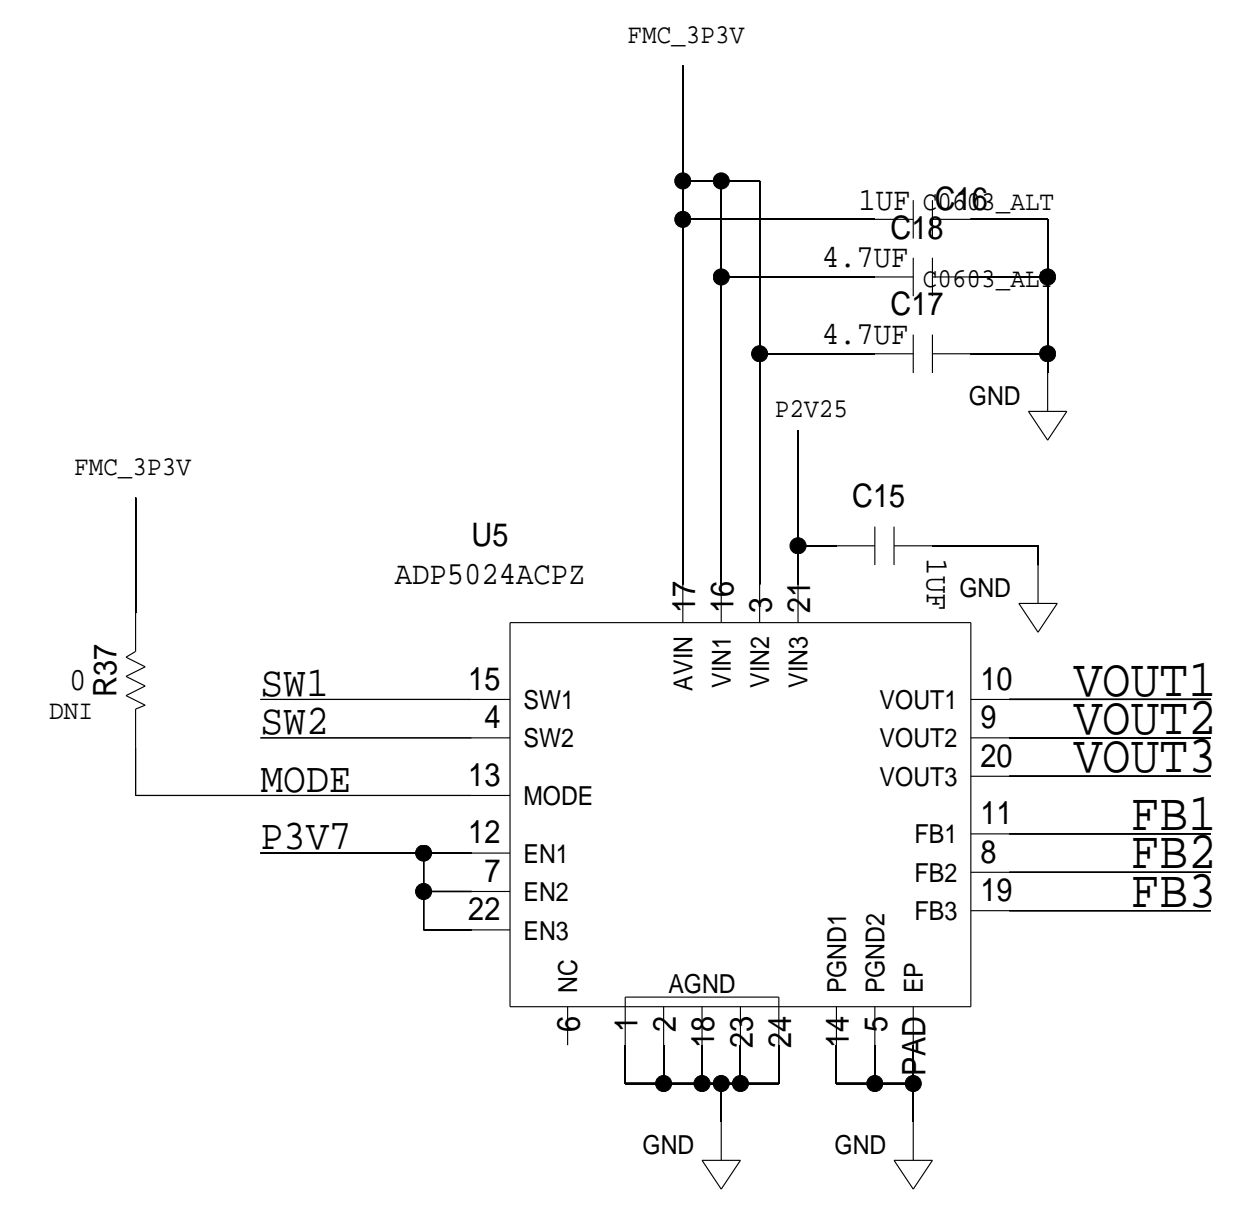 FMC_3P3V
1UF C16
C0603_ALT
C18
4.7UF
C0603_ALT
C17
4.7UF
GND
P2V25
FMC_3P3V
C15
1UF
GND
U5
ADP5024ACPZ
17 16 3 21
AVIN VIN1 VIN2 VIN3
R37
0
DNI
SW1 15 SW1 VOUT1 10 VOUT1
SW2 4 SW2 VOUT2 9 VOUT2
VOUT3 20 VOUT3
MODE 13 MODE
P3V7 12 EN1 FB1 11 FB1
7 EN2 FB2 8 FB2
22 EN3 FB3 19 FB3
NC AGND PGND1 PGND2 EP
6 1 2 18 23 24 14 5 PAD
GND GND